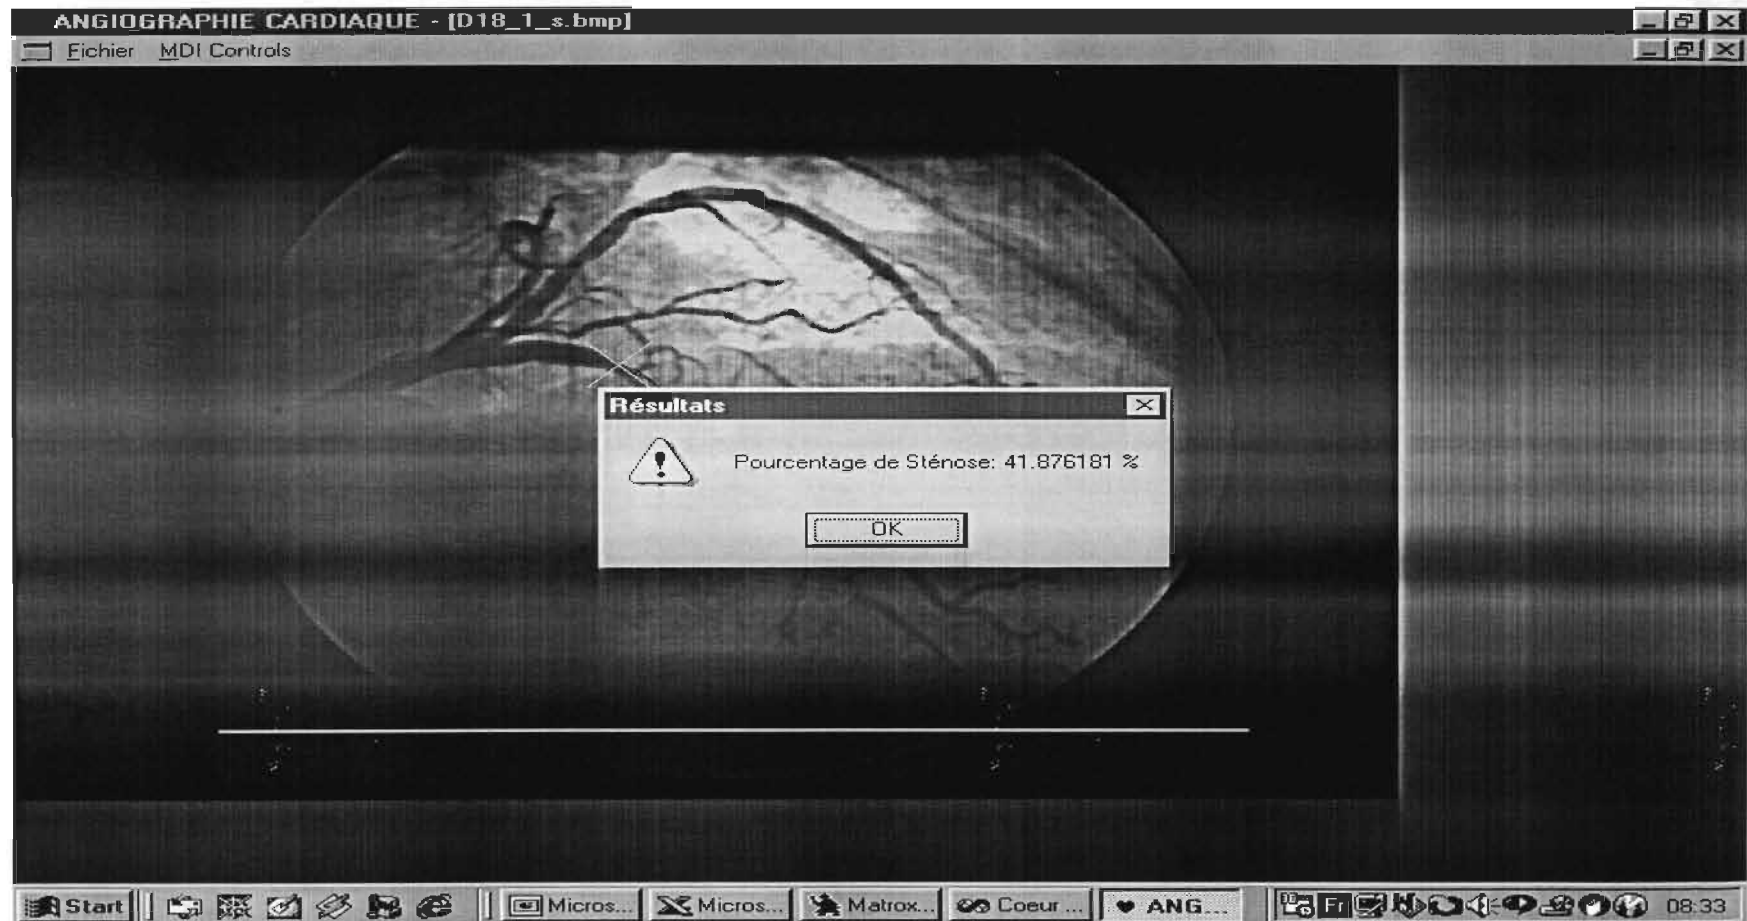 ANGIOGRAPHIE CARDIAQUE - [D18_1_s.bmp]
Fichier MDI Controls
Résultats
Pourcentage de Sténose: 41.876181 %
OK
Start Micros... Micros... Matrox... Coeur ... ANG... Fr 08:33